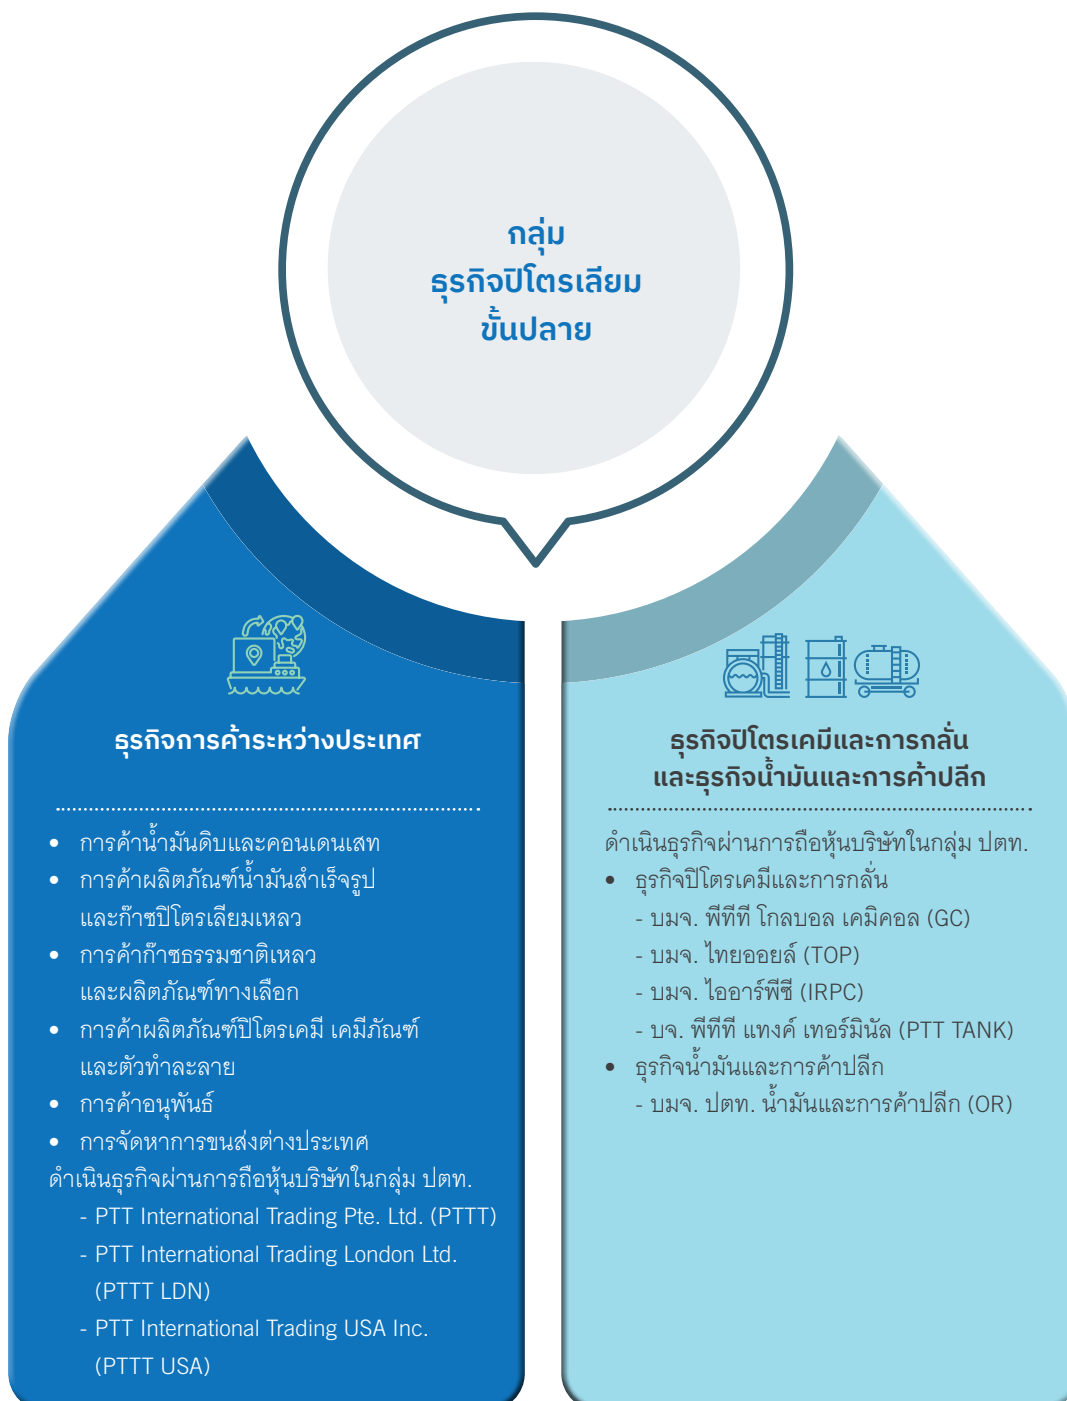 กลุ่ม
ธุรกิจปิโตรเลียม
ขั้นปลาย
ธุรกิจการค้าระหว่างประเทศ
• การค้าน้ำมันดิบและคอนเดนเสท
• การค้าผลิตภัณฑ์น้ำมันสำเร็จรูป
และก๊าซปิโตรเลียมเหลว
• การค้าก๊าซธรรมชาติเหลว
และผลิตภัณฑ์ทางเลือก
• การค้าผลิตภัณฑ์ปิโตรเคมี เคมีภัณฑ์
และตัวทำละลาย
• การค้าอนุพันธ์
• การจัดหาการขนส่งต่างประเทศ
ดำเนินธุรกิจผ่านการถือหุ้นบริษัทในกลุ่ม ปตท.
- PTT International Trading Pte. Ltd. (PTTT)
- PTT International Trading London Ltd.
(PTTT LDN)
- PTT International Trading USA Inc.
(PTTT USA)
ธุรกิจปิโตรเคมีและการกลั่น
และธุรกิจน้ำมันและการค้าปลีก
ดำเนินธุรกิจผ่านการถือหุ้นบริษัทในกลุ่ม ปตท.
• ธุรกิจปิโตรเคมีและการกลั่น
- บมจ. พีทีที โกลบอล เคมิคอล (GC)
- บมจ. ไทยออยล์ (TOP)
- บมจ. ไออาร์พีซี (IRPC)
- บจ. พีทีที แทงค์ เทอร์มินัล (PTT TANK)
• ธุรกิจน้ำมันและการค้าปลีก
- บมจ. ปตท. น้ำมันและการค้าปลีก (OR)